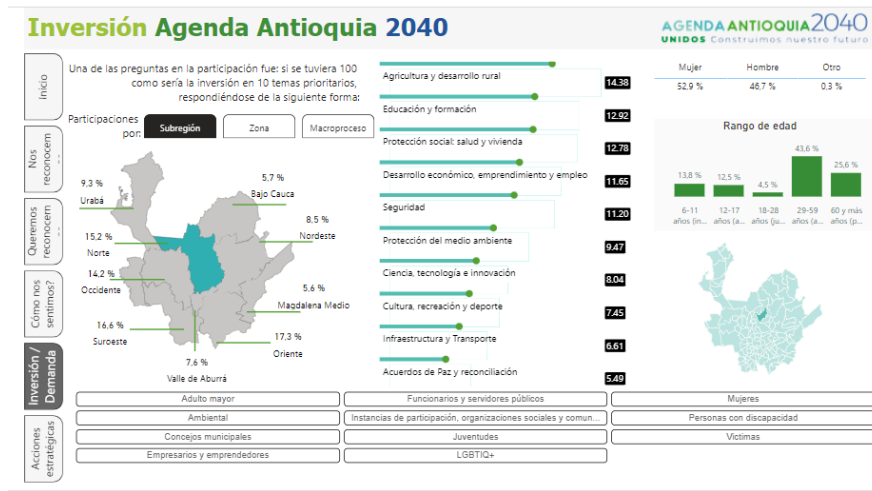 Inversión Agenda Antioquia 2040
AGENDA ANTIOQUIA 2040
UNIDOS Construimos nuestro futuro
Inicio
Nos reconocem ...
Queremos reconocem ...
Cómo nos sentimos?
Inversión / Demanda
Acciones estratégicas
Una de las preguntas en la participación fue: si se tuviera 100
como sería la inversión en 10 temas prioritarios,
respondiéndose de la siguiente forma:
Participaciones
por:
Subregión
Zona
Macroproceso
9,3 %
Urabá
5.7 %
Bajo Cauca
8.5 %
Nordeste
15.2 %
Norte
14,2 %
Occidente
5.6 %
Magdalena Medio
16,6 %
Suroeste
17,3 %
Oriente
7.6 %
Valle de Aburrá
Agricultura y desarrollo rural
14.38
Educación y formación
12.92
Protección social: salud y vivienda
12.78
Desarrollo económico, emprendimiento y empleo
11.65
Seguridad
11.20
Protección del medio ambiente
9.47
Ciencia, tecnología e innovación
8.04
Cultura, recreación y deporte
7.45
Infraestructura y Transporte
6.61
Acuerdos de Paz y reconciliación
5.49
Mujer Hombre Otro
52,9 % 46,7 % 0,3 %
Rango de edad
13,8 % 12,5 % 4,5 % 43,6 % 25,6 %
6-11 12-17 18-28 29-59 60 y más
años (in... años (a... años (ju... años (a... años (p...
Adulto mayor
Funcionarios y servidores públicos
Mujeres
Ambiental
Instancias de participación, organizaciones sociales y comun...
Personas con discapacidad
Concejos municipales
Juventudes
Victimas
Empresarios y emprendedores
LGBTIQ+